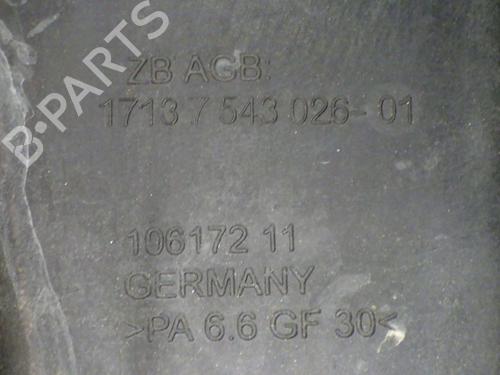 B-PARTS
ZB AGB:
1713 7 543 026-01
106172 11
GERMANY
>PA 6.6 GF 30<